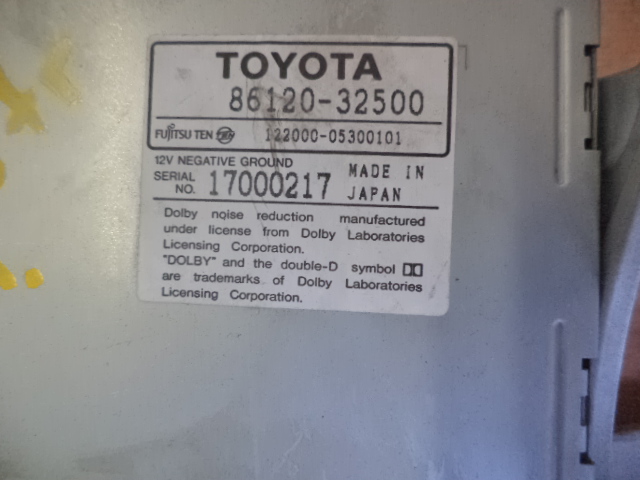 TOYOTA
86120-32500
FUJITSU TEN 122000-05300101
12V NEGATIVE GROUND
SERIAL NO. 17000217 MADE IN JAPAN
Dolby noise reduction manufactured
under license from Dolby Laboratories
Licensing Corporation.
"DOLBY" and the double-D symbol
are trademarks of Dolby Laboratories
Licensing Corporation.